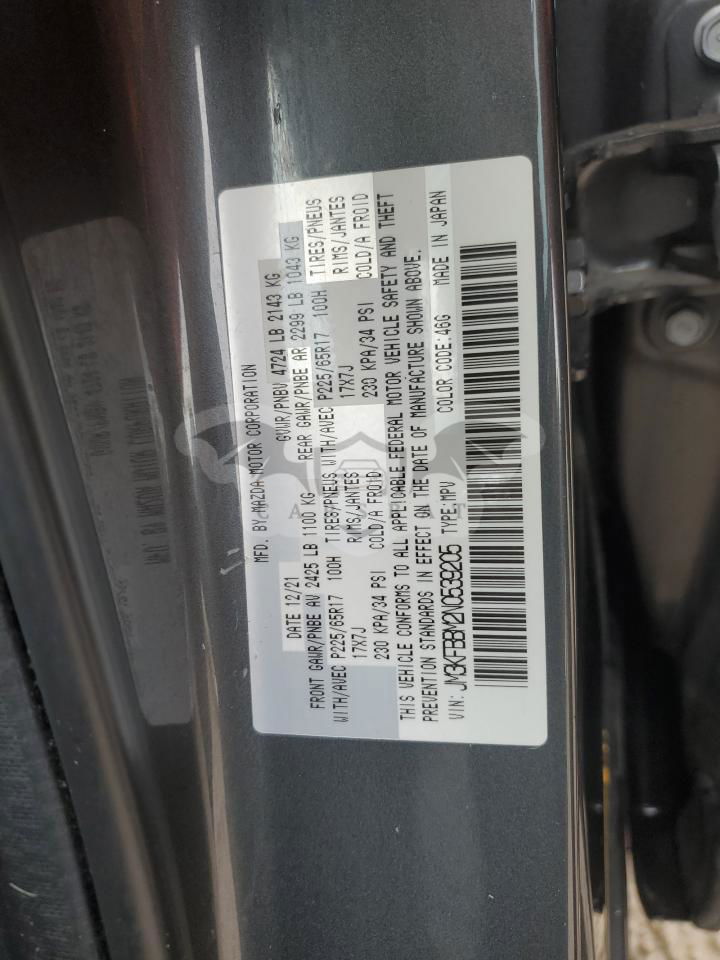 MFD. BY MAZDA MOTOR CORPORATION
DATE 12/21 GVWR/PNBV 4724 LB 2143 KG
FRONT GAWR/PNBE AV 2425 LB 1100 KG REAR GAWR/PNBE AR 2299 LB 1043 KG
WITH/AVEC P225/65R17 100H TIRES/PNEUS WITH/AVEC P225/65R17 100H TIRES/PNEUS
17X7J RIMS/JANTES 17X7J RIMS/JANTES
230 KPA/34 PSI COLD/A FROID 230 KPA/34 PSI COLD/A FROID
THIS VEHICLE CONFORMS TO ALL APPLICABLE FEDERAL MOTOR VEHICLE SAFETY AND THEFT
PREVENTION STANDARDS IN EFFECT ON THE DATE OF MANUFACTURE SHOWN ABOVE.
VIN: JM3KFBBM2N0539205 TYPE:MPV COLOR CODE:46G MADE IN JAPAN